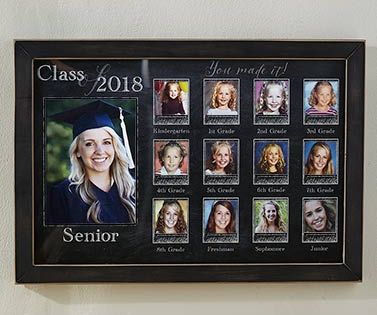 Class of 2018
You made it!
Kindergarten 1st Grade 2nd Grade 3rd Grade
4th Grade 5th Grade 6th Grade 7th Grade
8th Grade Freshman Sophomore Junior
Senior